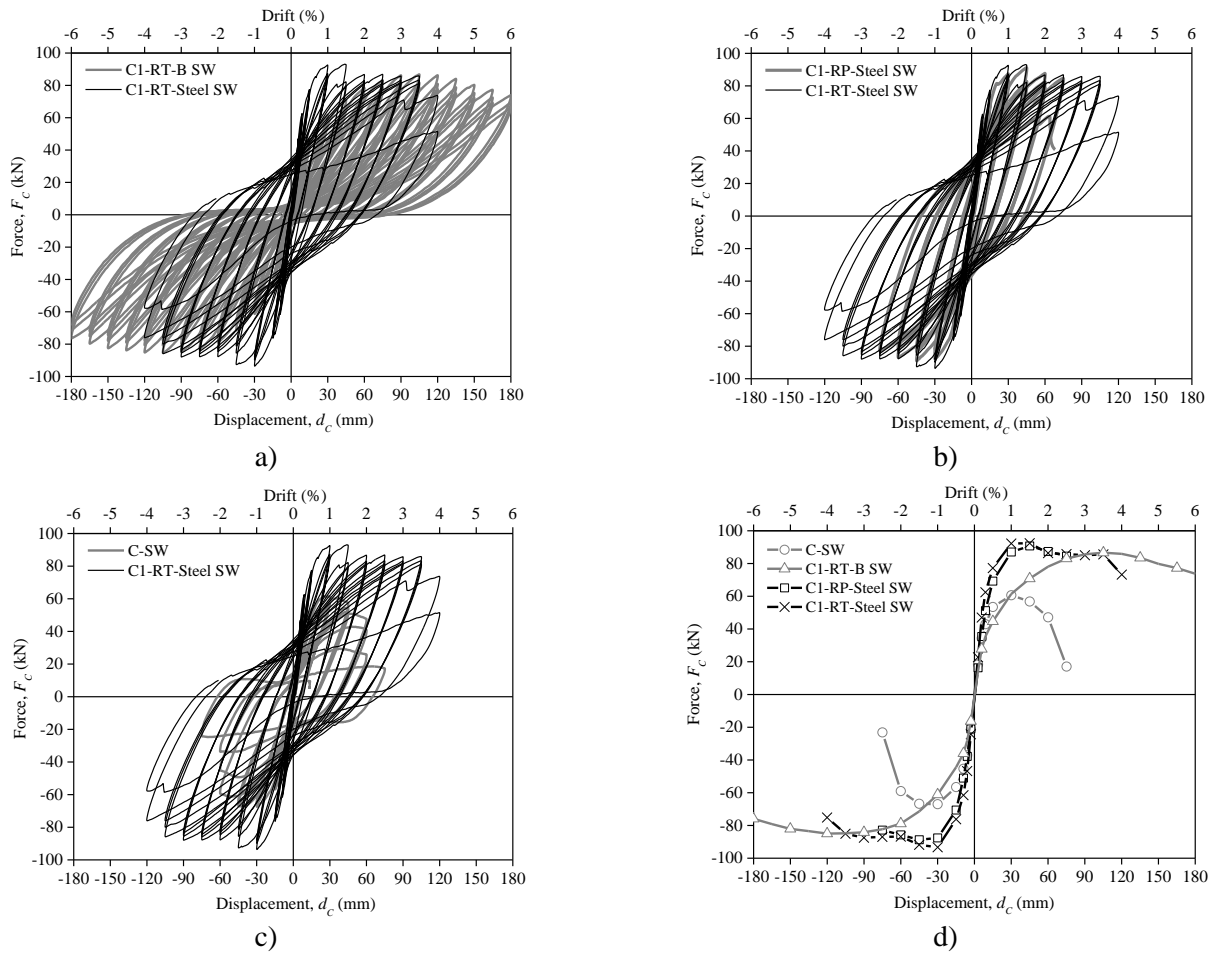 Drift (%)
-6 -5 -4 -3 -2 -1 0 1 2 3 4 5 6
100
80
60
40
20
0
-20
-40
-60
-80
-100
Force, F_C (kN)
C1-RT-B SW
C1-RT-Steel SW
-180 -150 -120 -90 -60 -30 0 30 60 90 120 150 180
Displacement, d_C (mm)
a)
Drift (%)
-6 -5 -4 -3 -2 -1 0 1 2 3 4 5 6
100
80
60
40
20
0
-20
-40
-60
-80
-100
Force, F_C (kN)
C1-RP-Steel SW
C1-RT-Steel SW
-180 -150 -120 -90 -60 -30 0 30 60 90 120 150 180
Displacement, d_C (mm)
b)
Drift (%)
-6 -5 -4 -3 -2 -1 0 1 2 3 4 5 6
100
80
60
40
20
0
-20
-40
-60
-80
-100
Force, F_C (kN)
C-SW
C1-RT-Steel SW
-180 -150 -120 -90 -60 -30 0 30 60 90 120 150 180
Displacement, d_C (mm)
c)
Drift (%)
-6 -5 -4 -3 -2 -1 0 1 2 3 4 5 6
100
80
60
40
20
0
-20
-40
-60
-80
-100
Force, F_C (kN)
C-SW
C1-RT-B SW
C1-RP-Steel SW
C1-RT-Steel SW
-180 -150 -120 -90 -60 -30 0 30 60 90 120 150 180
Displacement, d_C (mm)
d)